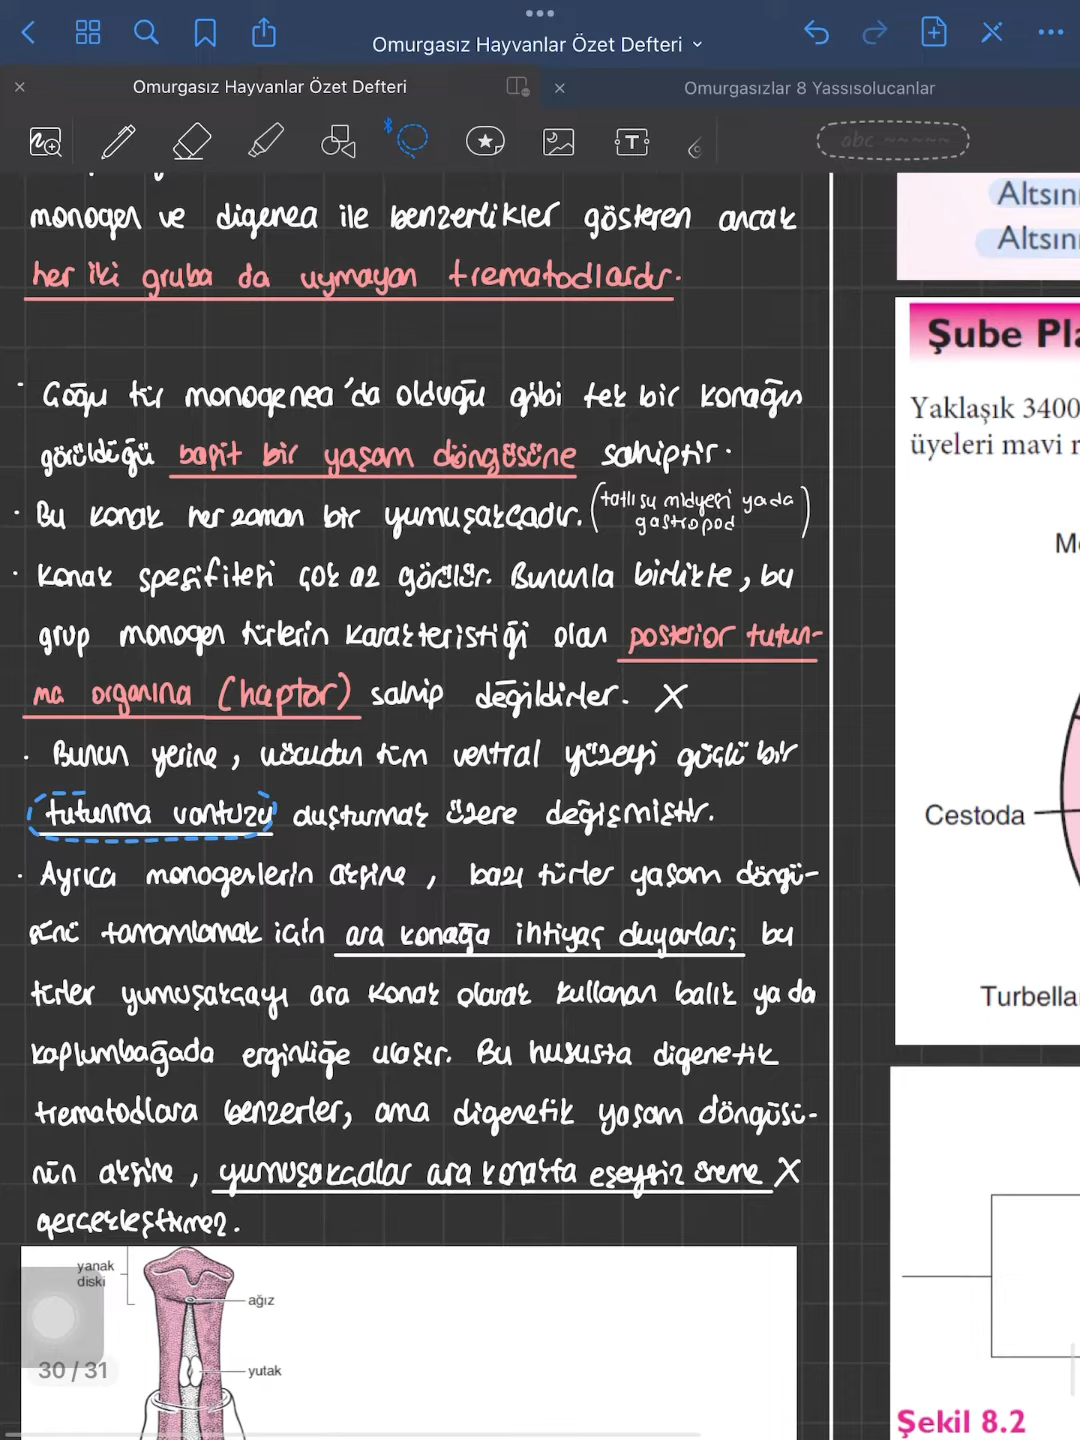 Omurgasız Hayvanlar Özet Defteri
Omurgasız Hayvanlar Özet Defteri
Omurgasızlar 8 Yassısolucanlar
abc
monogen ve digenea ile benzerlikler gösteren ancak
her iki gruba da uymayan trematodlardır.
• Çoğu tür monogenea'da olduğu gibi tek bir konağın
görüldüğü basit bir yaşam döngüsüne sahiptir.
• Bu konak her zaman bir yumuşakçadır. (tatlı su midyesi yada gastropod)
• Konak spesifitesi çok az görülür. Bununla birlikte, bu
grup monogen türlerin karakteristiği olan posterior tutun-
ma organına (haptor) sahip değildirler. X
• Bunun yerine, vücudun tüm ventral yüzeyi güçlü bir
tutunma vantuzu oluşturmak üzere değişmiştir.
• Ayrıca monogenlerin aksine, bazı türler yaşam döngü-
sünü tamamlamak için ara konağa ihtiyaç duyarlar; bu
türler yumuşakçayı ara konak olarak kullanan balık ya da
kaplumbağada erginliğe ulaşır. Bu hususta digenetik
trematodlara benzerler, ama digenetik yaşam döngüsü-
nün aksine, yumuşakçalar ara konakta eşeysiz üreme X
gerçekleştirmez.
yanak
diski
ağız
yutak
30 / 31
Altsını
Altsını
Şube Pla
Yaklaşık 3400
üyeleri mavi r
Mo
Cestoda
Turbella
Şekil 8.2